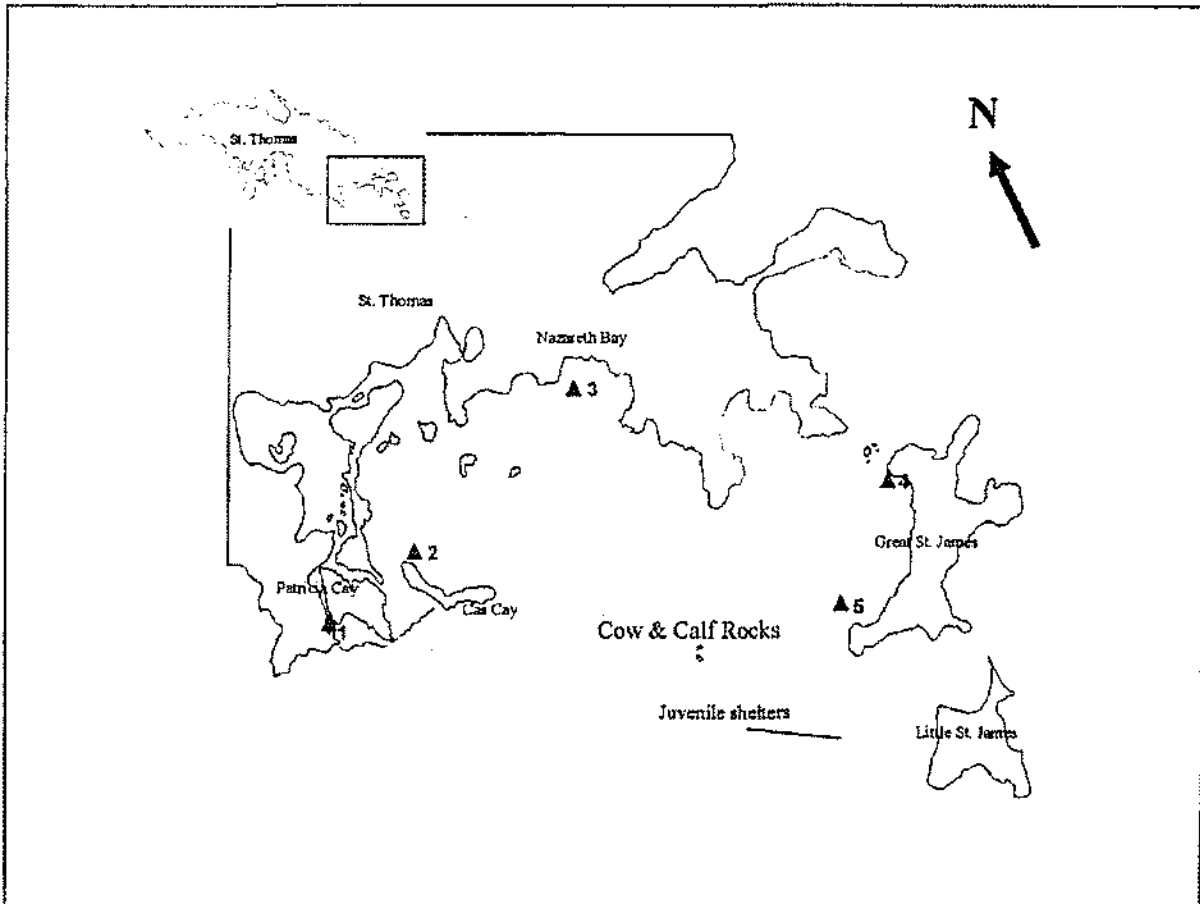 N
St. Thomas
St. Thomas
Nazareth Bay
3
4
Great St. James
2
Patricia Cay
Cas Cay
5
1
Cow & Calf Rocks
Juvenile shelters
Little St. James